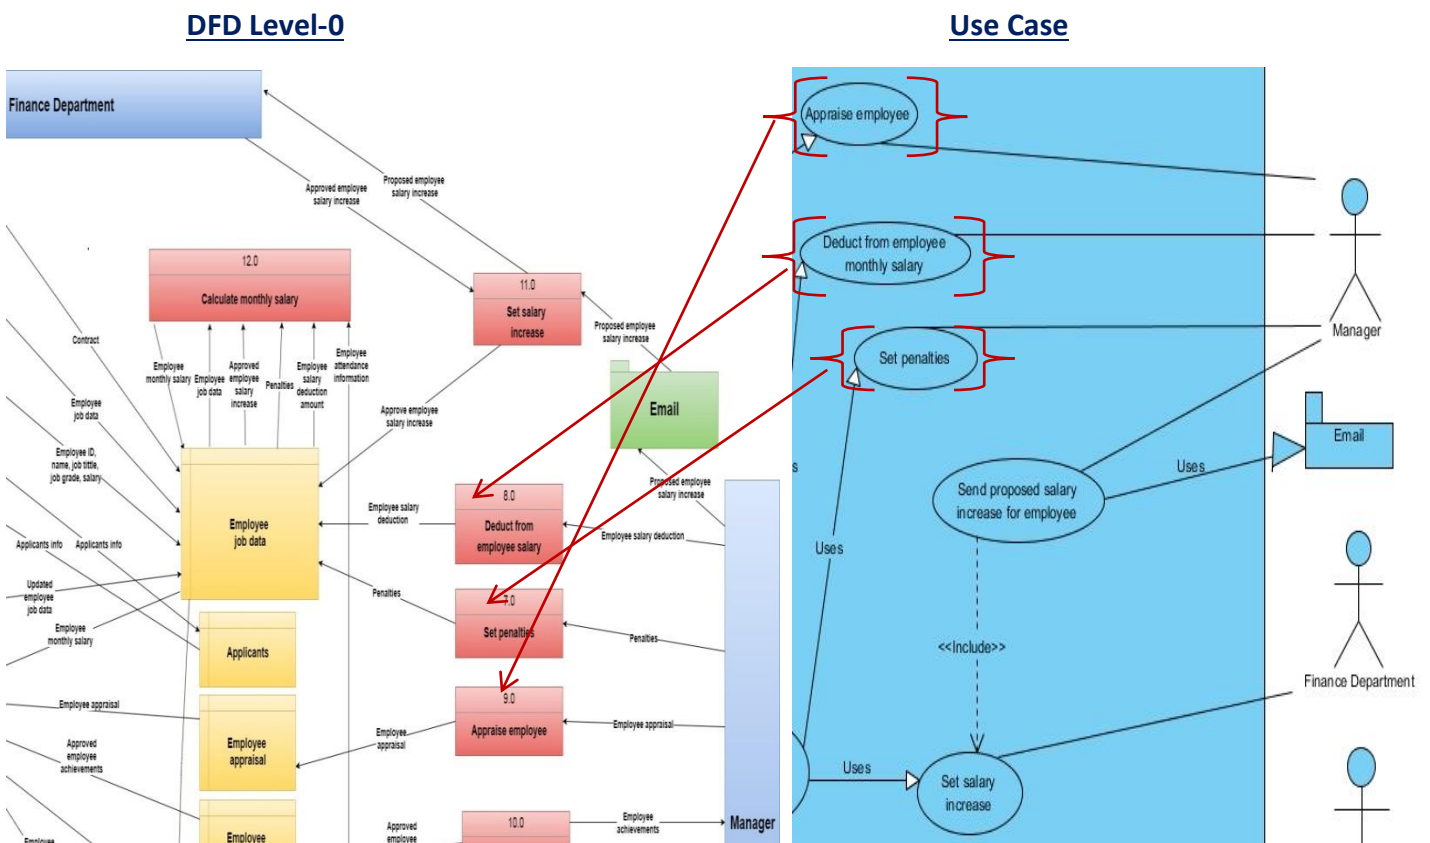 DFD Level-0
Use Case
Finance Department
Approved employee
salary increase
Proposed employee
salary increase
12.0
Calculate monthly salary
11.0
Set salary
increase
Contract
Employee
monthly salary
Employee
job data
Approved
employee
salary
increase
Penalties
Employee
salary
deduction
amount
Employee
attendance
information
Proposed employee
salary increase
Email
Employee
job data
Approve employee
salary increase
Employee ID,
name, job tittle,
job grade, salary
Proposed employee
salary increase
8.0
Deduct from
employee salary
Employee salary
deduction
Employee salary deduction
Employee
job data
Applicants info
Applicants info
Updated
employee
job data
Penalties
7.0
Set penalties
Penalties
Employee
monthly salary
Applicants
9.0
Appraise employee
Employee appraisal
Employee
appraisal
Employee appraisal
Employee
appraisal
Approved
employee
achievements
10.0
Employee
achievements
Manager
Approved
employee
Employee
Employee
Appraise employee
Deduct from employee
monthly salary
Set penalties
Manager
Email
s
Uses
Send proposed salary
increase for employee
Uses
<<Include>>
Finance Department
Uses
Set salary
increase